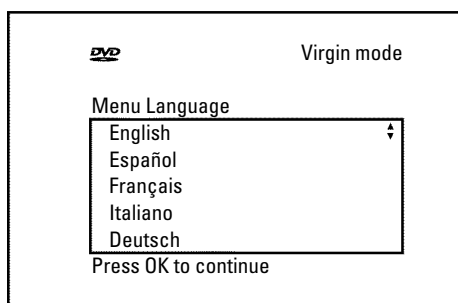 DVD
Virgin mode
Menu Language
English
Español
Français
Italiano
Deutsch
Press OK to continue